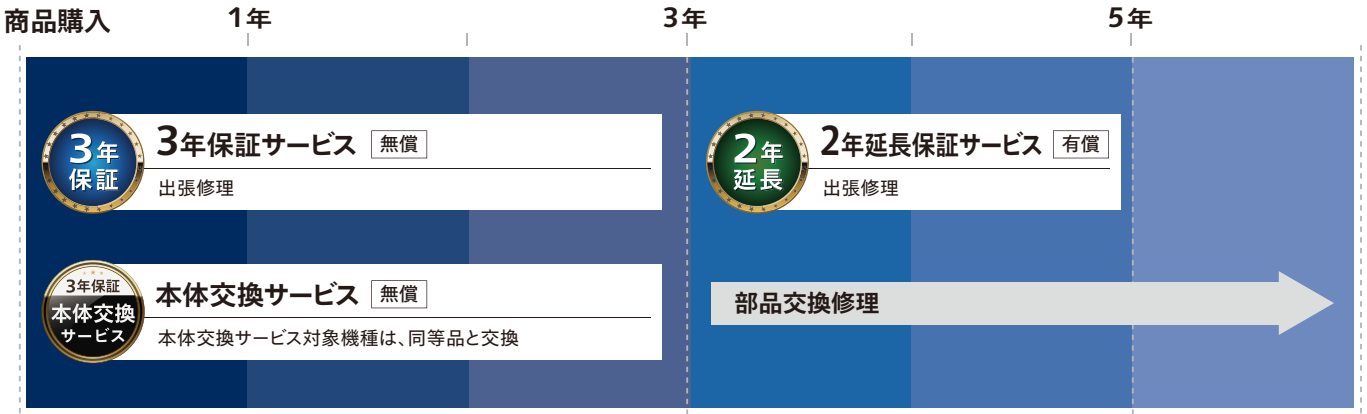 商品購入
1年
3年
5年
3年
保証
3年保証サービス 無償
出張修理
2年
延長
2年延長保証サービス 有償
出張修理
3年保証
本体交換
サービス
本体交換サービス 無償
本体交換サービス対象機種は、同等品と交換
部品交換修理